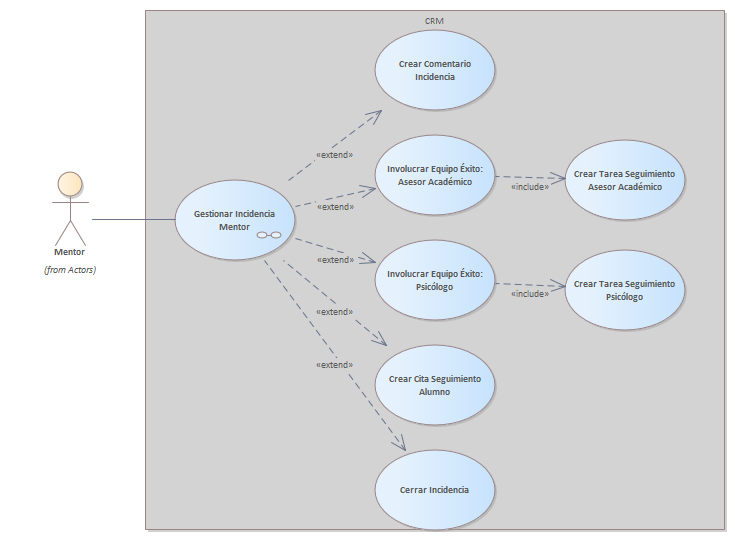 CRM
Crear Comentario
Incidencia
«extend»
Involucrar Equipo Éxito:
Asesor Académico
«include»
Crear Tarea Seguimiento
Asesor Académico
«extend»
Gestionar Incidencia
Mentor
Mentor
(from Actors)
«extend»
Involucrar Equipo Éxito:
Psicólogo
«include»
Crear Tarea Seguimiento
Psicólogo
«extend»
«extend»
Crear Cita Seguimiento
Alumno
Cerrar Incidencia